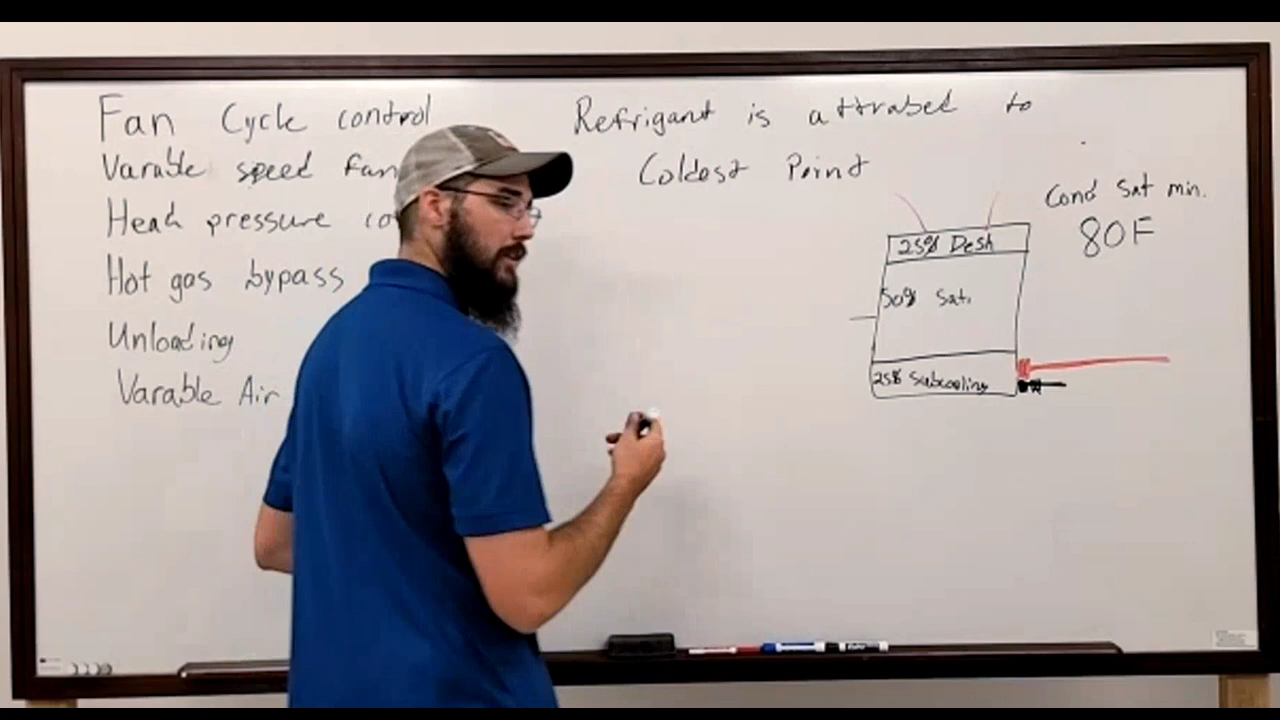 Fan Cycle control
Varable speed fan
Head pressure co
Hot gas bypass
Unloading
Varable Air
Refrigant is attrabed to
Coldest Point
Cond Sat min.
80F
25% Desh
50% Sat.
25% Subcooling